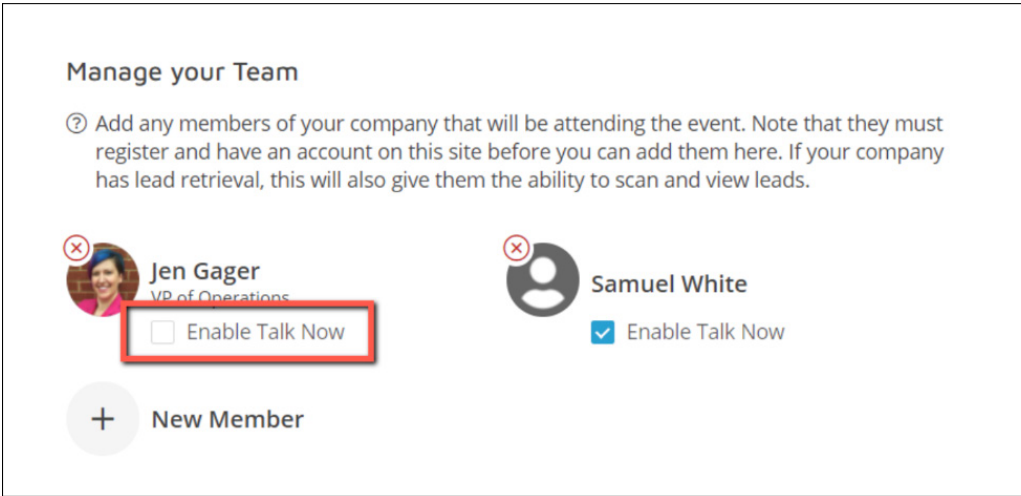 Manage your Team
Add any members of your company that will be attending the event. Note that they must
register and have an account on this site before you can add them here. If your company
has lead retrieval, this will also give them the ability to scan and view leads.
Jen Gager
VP of Operations
Enable Talk Now
Samuel White
Enable Talk Now
New Member